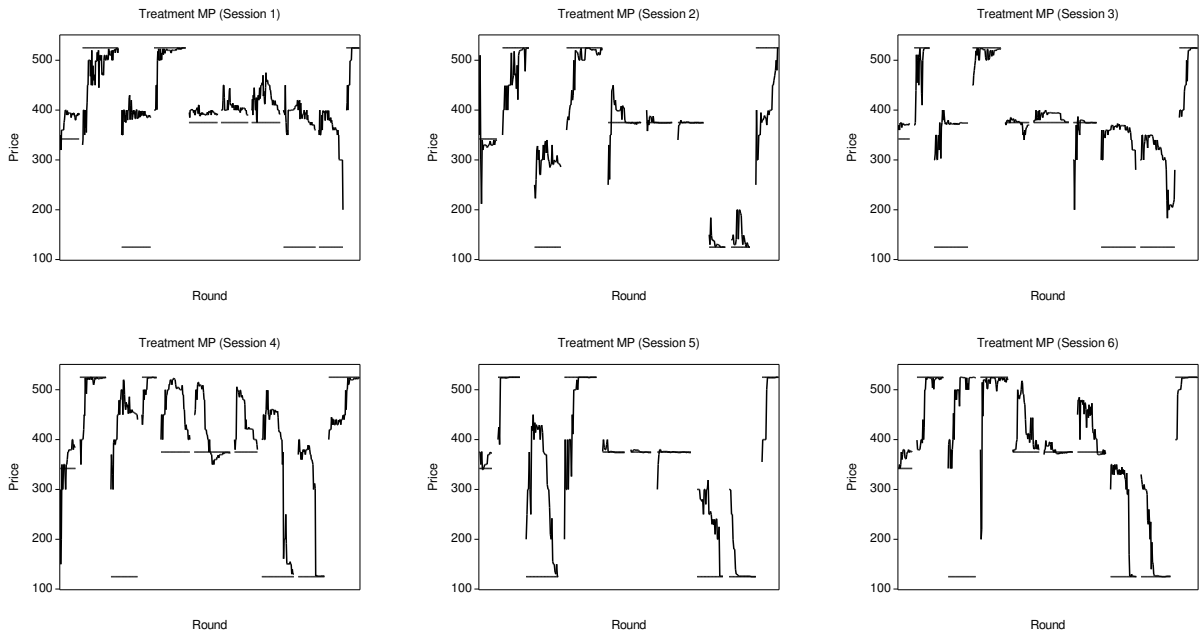 Treatment MP (Session 1)
500
400
300
200
100
Price
Round
Treatment MP (Session 2)
500
400
300
200
100
Price
Round
Treatment MP (Session 3)
500
400
300
200
100
Price
Round
Treatment MP (Session 4)
500
400
300
200
100
Price
Round
Treatment MP (Session 5)
500
400
300
200
100
Price
Round
Treatment MP (Session 6)
500
400
300
200
100
Price
Round